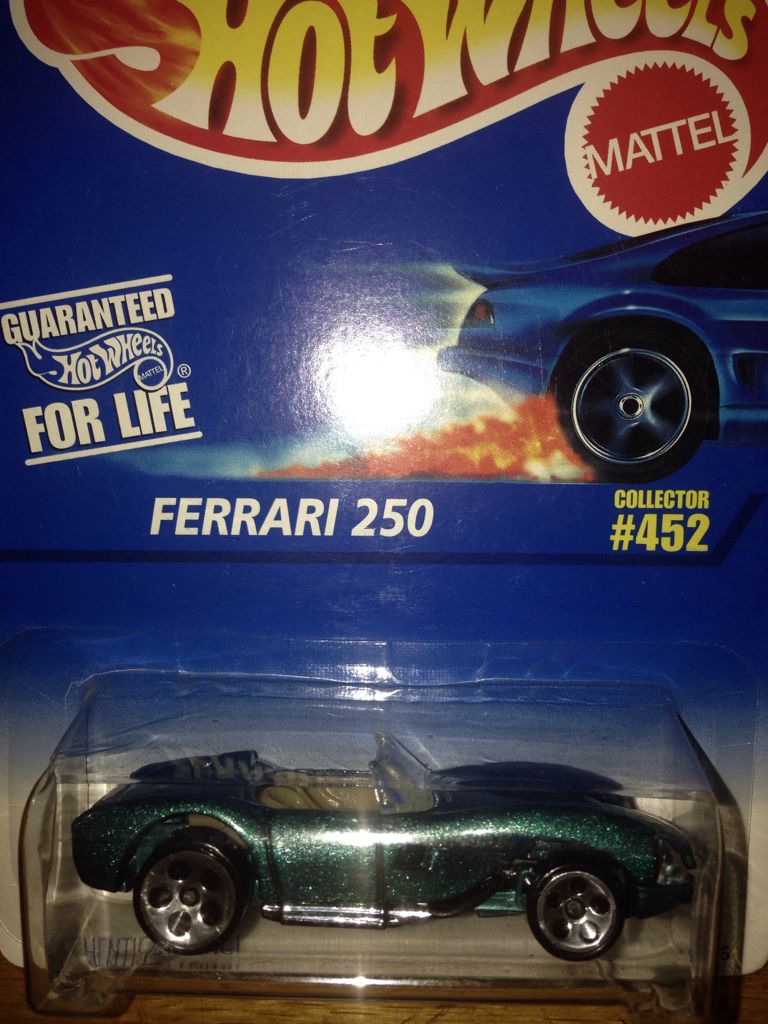 HOT WHEELS
MATTEL
GUARANTEED
HOT WHEELS
MATTEL
®
FOR LIFE
FERRARI 250
COLLECTOR
#452